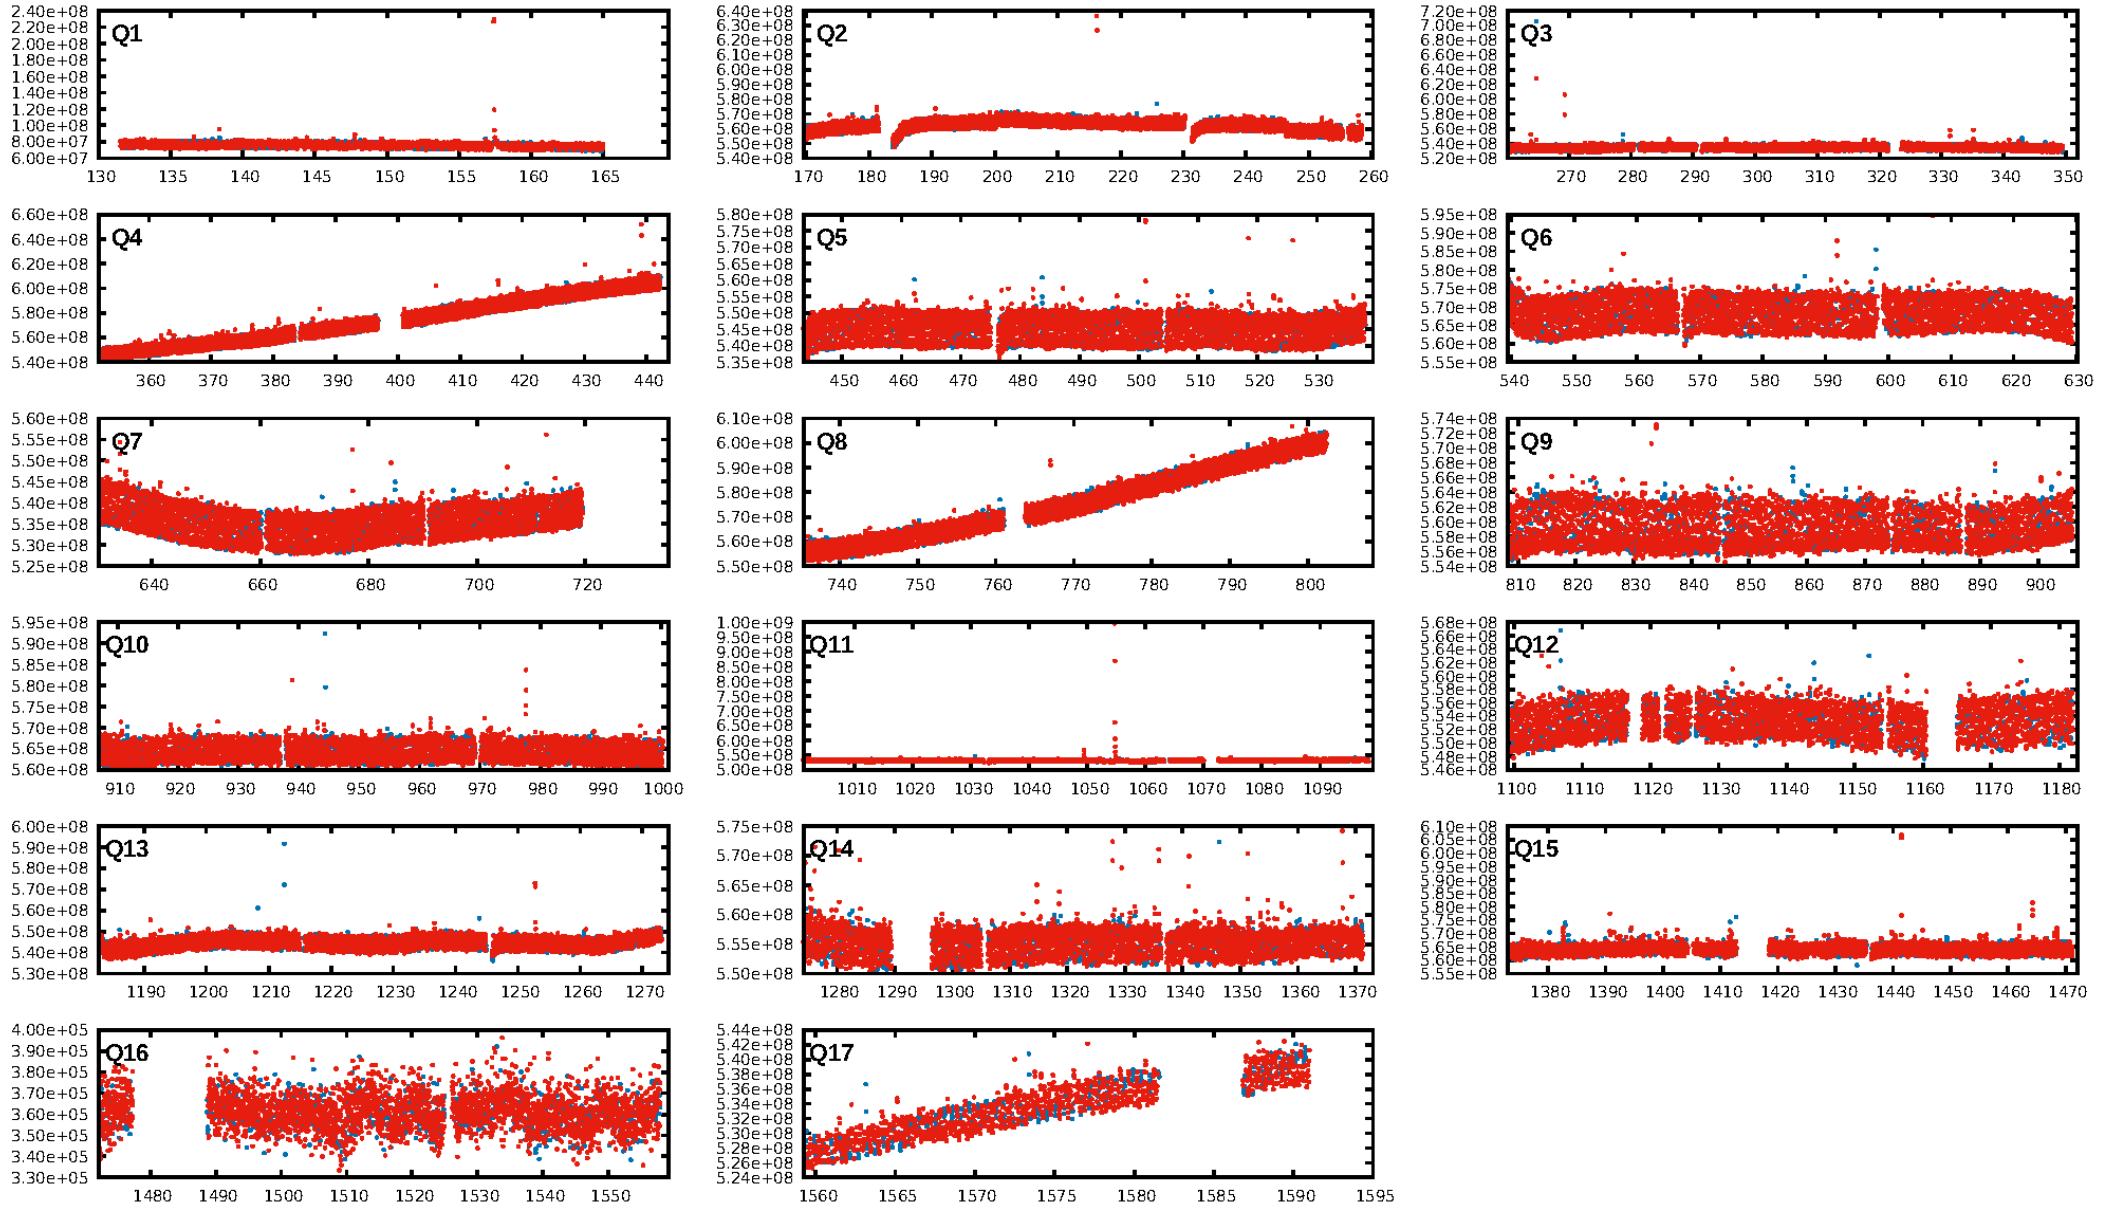 2.40e+08
2.20e+08
2.00e+08
1.80e+08
1.60e+08
1.40e+08
1.20e+08
1.00e+08
8.00e+07
6.00e+07
Q1
130 135 140 145 150 155 160 165
6.40e+08
6.30e+08
6.20e+08
6.10e+08
6.00e+08
5.90e+08
5.80e+08
5.70e+08
5.60e+08
5.50e+08
5.40e+08
Q2
170 180 190 200 210 220 230 240 250 260
7.20e+08
7.00e+08
6.80e+08
6.60e+08
6.40e+08
6.20e+08
6.00e+08
5.80e+08
5.60e+08
5.40e+08
5.20e+08
Q3
270 280 290 300 310 320 330 340 350
6.60e+08
6.40e+08
6.20e+08
6.00e+08
5.80e+08
5.60e+08
5.40e+08
Q4
360 370 380 390 400 410 420 430 440
5.80e+08
5.75e+08
5.70e+08
5.65e+08
5.60e+08
5.55e+08
5.50e+08
5.45e+08
5.40e+08
5.35e+08
Q5
450 460 470 480 490 500 510 520 530
5.95e+08
5.90e+08
5.85e+08
5.80e+08
5.75e+08
5.70e+08
5.65e+08
5.60e+08
5.55e+08
Q6
540 550 560 570 580 590 600 610 620 630
5.60e+08
5.55e+08
5.50e+08
5.45e+08
5.40e+08
5.35e+08
5.30e+08
5.25e+08
Q7
640 660 680 700 720
6.10e+08
6.00e+08
5.90e+08
5.80e+08
5.70e+08
5.60e+08
5.50e+08
Q8
740 750 760 770 780 790 800
5.74e+08
5.72e+08
5.70e+08
5.68e+08
5.66e+08
5.64e+08
5.62e+08
5.60e+08
5.58e+08
5.56e+08
5.54e+08
Q9
810 820 830 840 850 860 870 880 890 900
5.95e+08
5.90e+08
5.85e+08
5.80e+08
5.75e+08
5.70e+08
5.65e+08
5.60e+08
Q10
910 920 930 940 950 960 970 980 990 1000
1.00e+09
9.50e+08
9.00e+08
8.50e+08
8.00e+08
7.50e+08
7.00e+08
6.50e+08
6.00e+08
5.50e+08
5.00e+08
Q11
1010 1020 1030 1040 1050 1060 1070 1080 1090
5.68e+08
5.66e+08
5.64e+08
5.62e+08
5.60e+08
5.58e+08
5.56e+08
5.54e+08
5.52e+08
5.50e+08
5.48e+08
5.46e+08
Q12
1100 1110 1120 1130 1140 1150 1160 1170 1180
6.00e+08
5.90e+08
5.80e+08
5.70e+08
5.60e+08
5.50e+08
5.40e+08
5.30e+08
Q13
1190 1200 1210 1220 1230 1240 1250 1260 1270
5.75e+08
5.70e+08
5.65e+08
5.60e+08
5.55e+08
5.50e+08
Q14
1280 1290 1300 1310 1320 1330 1340 1350 1360 1370
6.10e+08
6.05e+08
6.00e+08
5.95e+08
5.90e+08
5.85e+08
5.80e+08
5.75e+08
5.70e+08
5.65e+08
5.60e+08
5.55e+08
Q15
1380 1390 1400 1410 1420 1430 1440 1450 1460 1470
4.00e+05
3.90e+05
3.80e+05
3.70e+05
3.60e+05
3.50e+05
3.40e+05
3.30e+05
Q16
1480 1490 1500 1510 1520 1530 1540 1550
5.44e+08
5.42e+08
5.40e+08
5.38e+08
5.36e+08
5.34e+08
5.32e+08
5.30e+08
5.28e+08
5.26e+08
5.24e+08
Q17
1560 1565 1570 1575 1580 1585 1590 1595